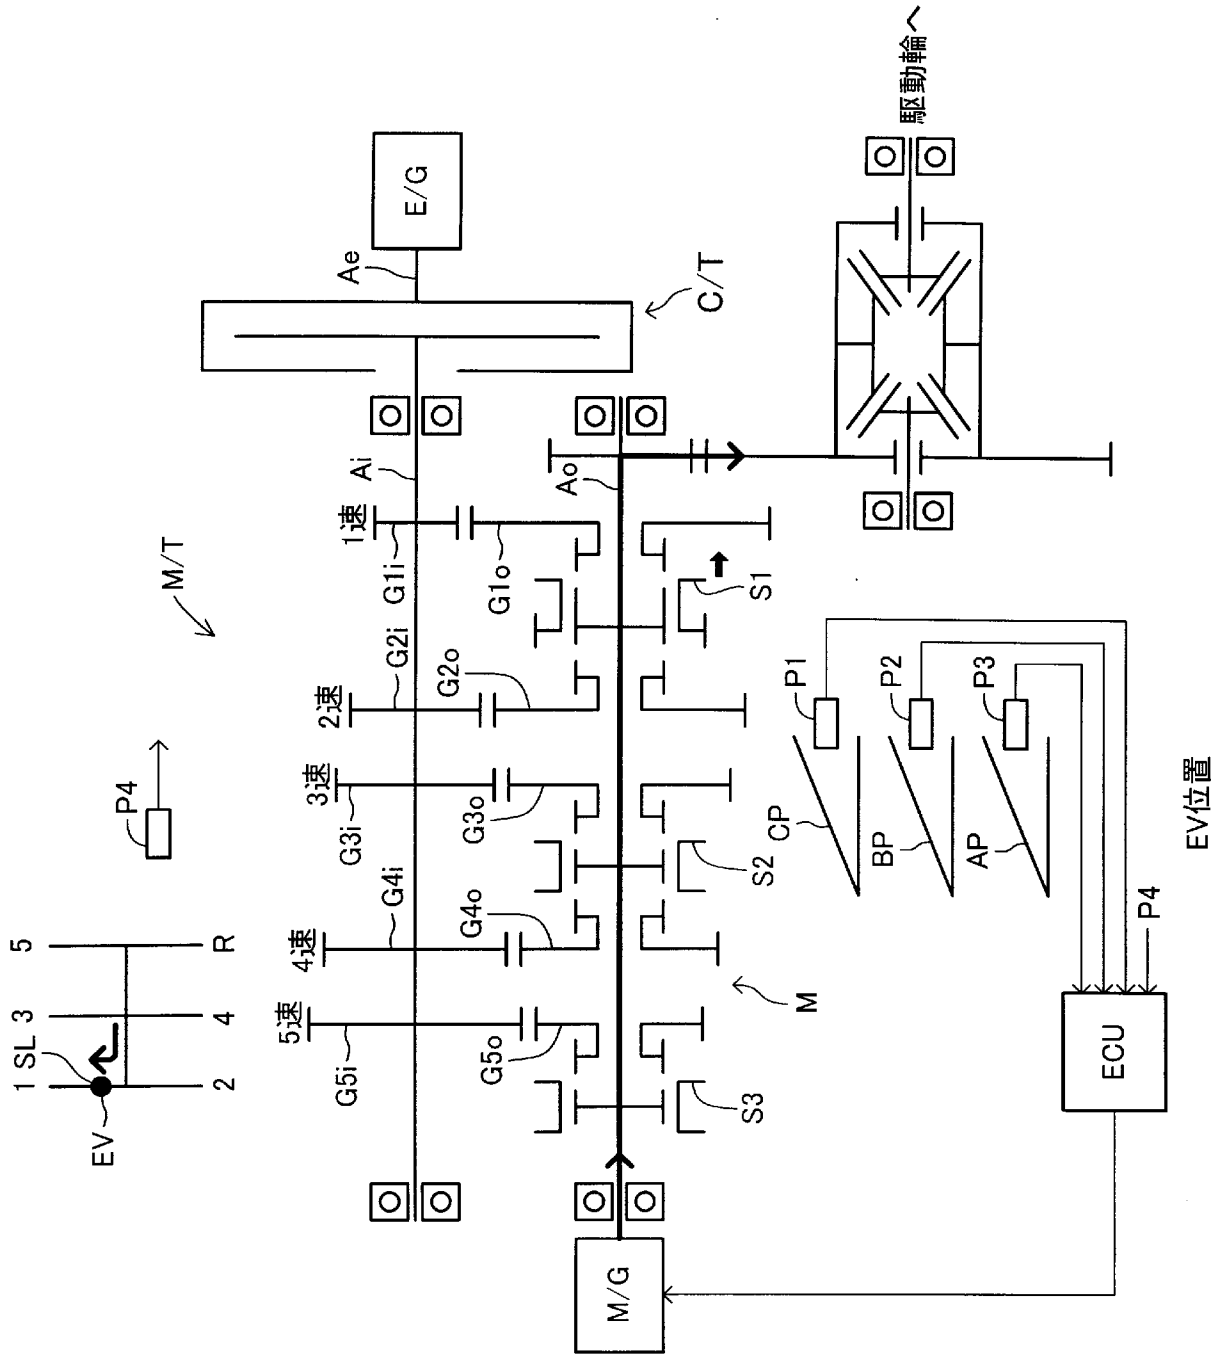 1 3 5
SL
EV
2 4 R
P4
M/T
1速
2速
3速
4速
5速
G1i
G2i
G3i
G4i
G5i
G1o
G2o
G3o
G4o
G5o
Ai
Ae
E/G
C/T
Ao
S1
S2
S3
M
M/G
駆動輪へ
CP
BP
AP
P1
P2
P3
P4
ECU
EV位置